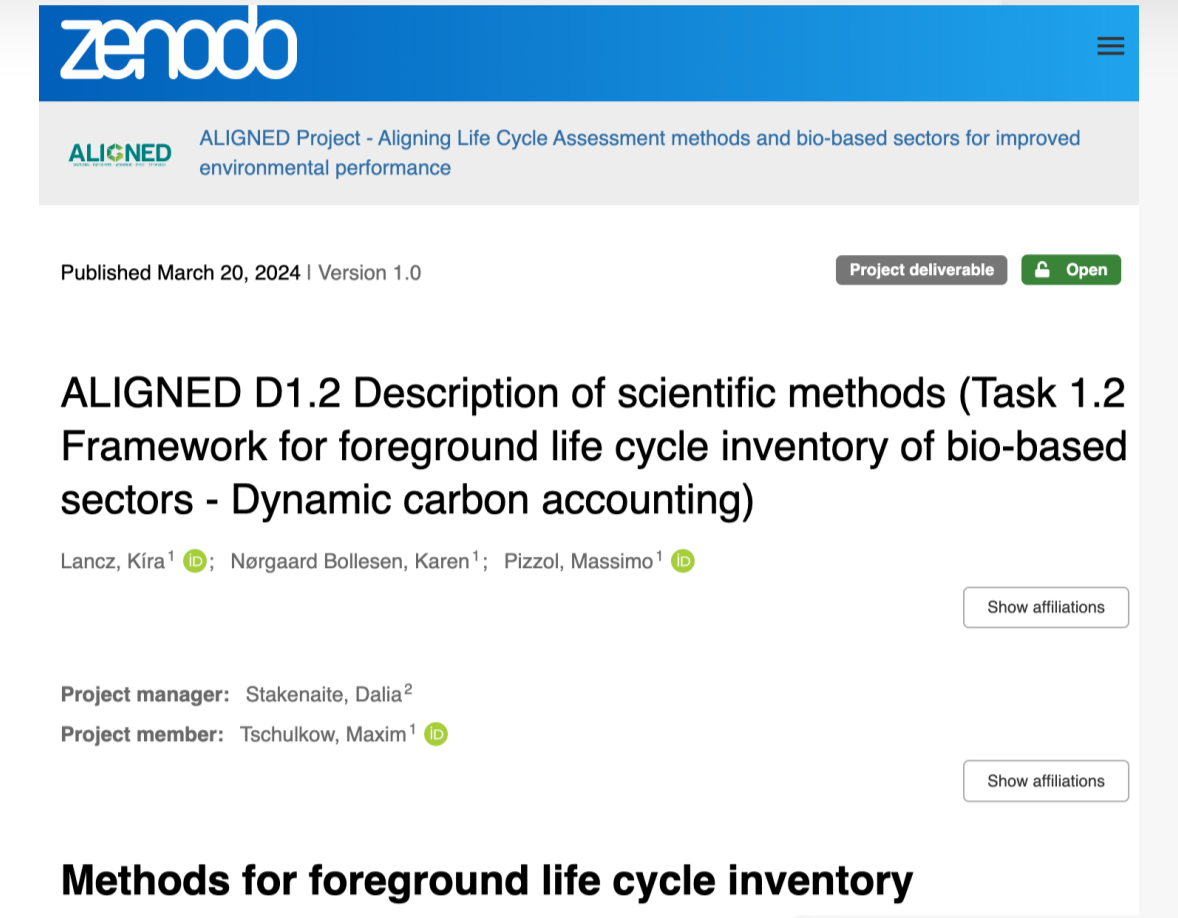 zenodo
ALIGNED
ALIGNED Project - Aligning Life Cycle Assessment methods and bio-based sectors for improved
environmental performance
Published March 20, 2024 | Version 1.0
Project deliverable
Open
ALIGNED D1.2 Description of scientific methods (Task 1.2
Framework for foreground life cycle inventory of bio-based
sectors - Dynamic carbon accounting)
Lancz, Kíra1 iD; Nørgaard Bollesen, Karen1; Pizzol, Massimo1 iD
Show affiliations
Project manager: Stakenaite, Dalia2
Project member: Tschulkow, Maxim1 iD
Show affiliations
Methods for foreground life cycle inventory